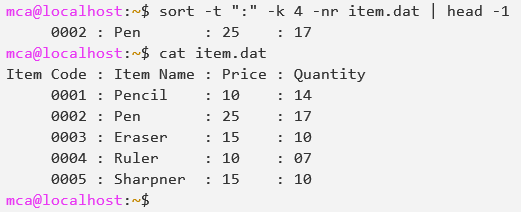 mca@localhost:~$ sort -t ":" -k 4 -nr item.dat | head -1
     0002 : Pen      : 25    : 17
mca@localhost:~$ cat item.dat
Item Code : Item Name : Price : Quantity
     0001 : Pencil   : 10    : 14
     0002 : Pen      : 25    : 17
     0003 : Eraser   : 15    : 10
     0004 : Ruler    : 10    : 07
     0005 : Sharpner : 15    : 10
mca@localhost:~$